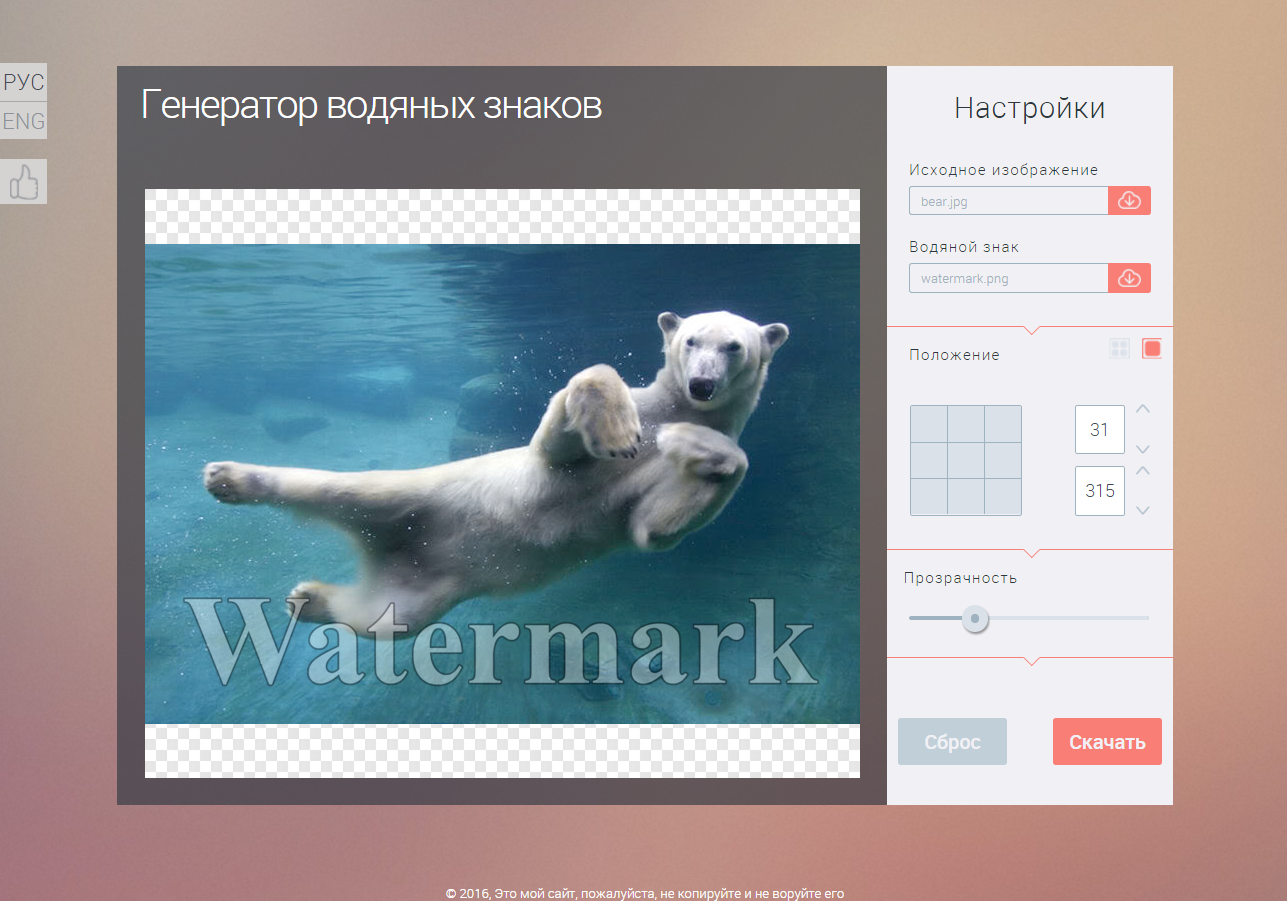 РУС
ENG
Генератор водяных знаков
Watermark
Настройки
Исходное изображение
bear.jpg
Водяной знак
watermark.png
Положение
31
315
Прозрачность
Сброс
Скачать
© 2016, Это мой сайт, пожалуйста, не копируйте и не воруйте его